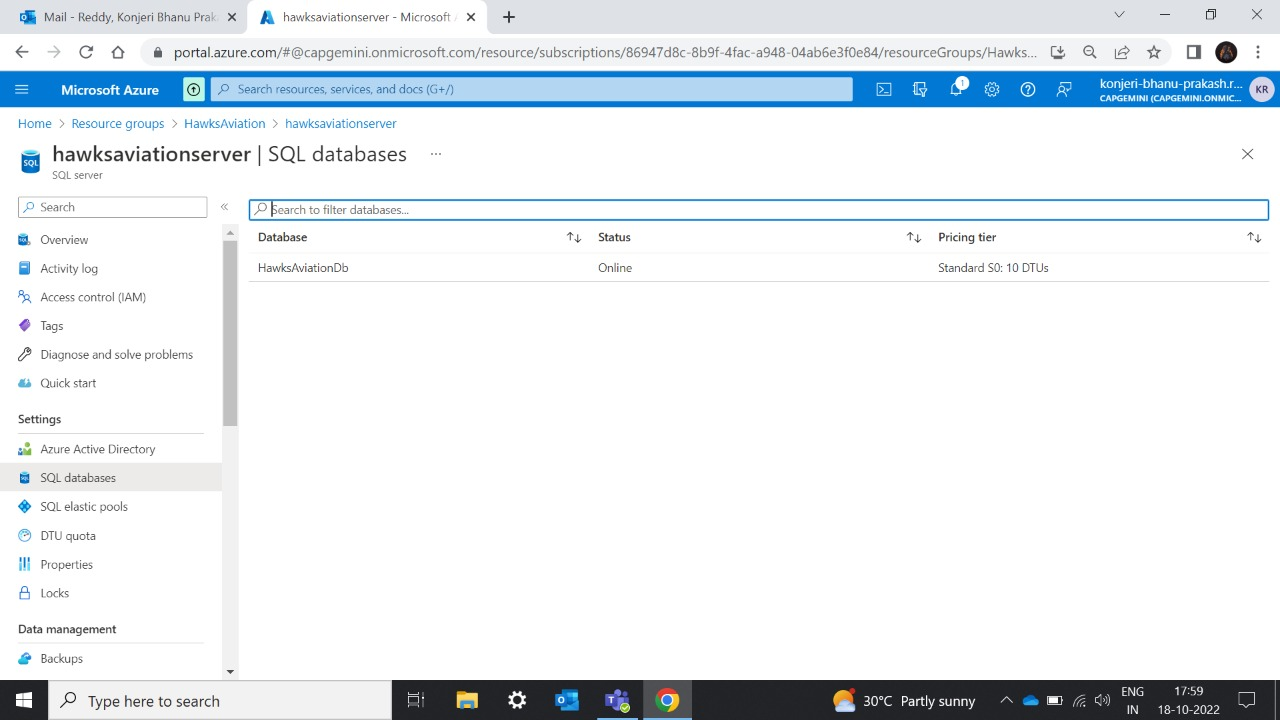 Mail - Reddy, Konjeri Bhanu Prak
hawksaviationserver - Microsoft A
portal.azure.com/#@capgemini.onmicrosoft.com/resource/subscriptions/86947d8c-8b9f-4fac-a948-04ab6e3f0e84/resourceGroups/Hawks...
Microsoft Azure
Search resources, services, and docs (G+/)
1
konjeri-bhanu-prakash.r...
CAPGEMINI (CAPGEMINI.ONMIC...
KR
Home > Resource groups > HawksAviation > hawksaviationserver
SQL
hawksaviationserver | SQL databases ...
SQL server
Search «
Search to filter databases...
Database Status Pricing tier
HawksAviationDb Online Standard S0: 10 DTUs
Overview
Activity log
Access control (IAM)
Tags
Diagnose and solve problems
Quick start
Settings
Azure Active Directory
SQL databases
SQL elastic pools
DTU quota
Properties
Locks
Data management
Backups
Type here to search
30°C Partly sunny
ENG
IN
17:59
18-10-2022